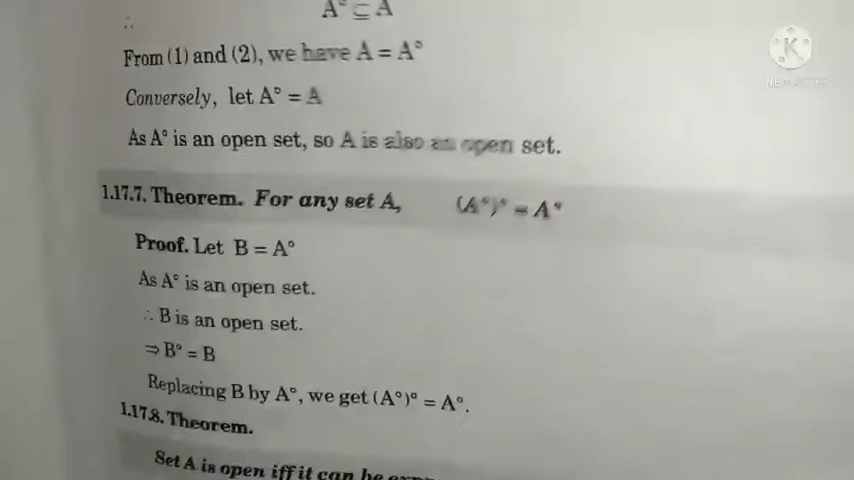 ∴ A° ⊆ A
From (1) and (2), we have A = A°
Conversely, let A° = A
As A° is an open set, so A is also an open set.
1.17.7. Theorem. For any set A, (A°)° = A°
Proof. Let B = A°
As A° is an open set.
∴ B is an open set.
⇒ B° = B
Replacing B by A°, we get (A°)° = A°.
1.17.8. Theorem.
Set A is open iff it can be